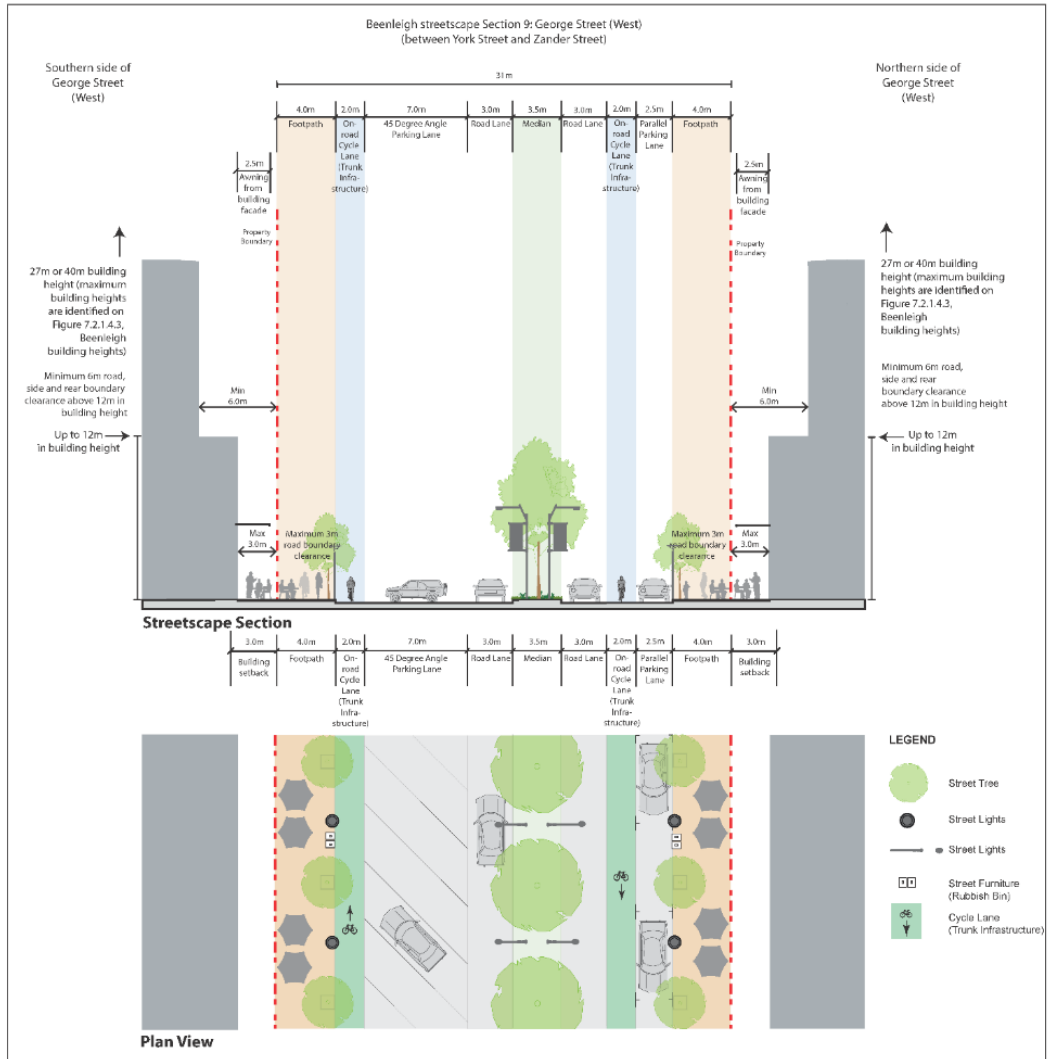 Beenleigh streetscape Section 9: George Street (West)
(between York Street and Zander Street)
Southern side of
George Street
(West)
Northern side of
George Street
(West)
31m
4.0m
2.0m
7.0m
3.0m
3.5m
3.0m
2.0m
2.5m
4.0m
Footpath
On-
road
Cycle
Lane
(Trunk
Infra-
structure)
45 Degree Angle
Parking Lane
Road Lane
Median
Road Lane
On-
road
Cycle
Lane
(Trunk
Infra-
structure)
Parallel
Parking
Lane
Footpath
2.5m
Awning
from
building
facade
Property
Boundary
2.5m
Awning
from
building
facade
Property
Boundary
27m or 40m building
height (maximum
building heights
are identified on
Figure 7.2.1.4.3,
Beenleigh
building heights)
Minimum 6m road,
side and rear boundary
clearance above 12m in
building height
Up to 12m
in building height
27m or 40m building
height (maximum building
heights are identified on
Figure 7.2.1.4.3,
Beenleigh
building heights)
Minimum 6m road,
side and rear
boundary clearance
above 12m in building height
Up to 12m
in building height
Min
6.0m
Min
6.0m
Max
3.0m
Maximum 3m
road boundary
clearance
Maximum 3m
road boundary
clearance
Max
3.0m
Streetscape Section
3.0m
4.0m
2.0m
7.0m
3.0m
3.5m
3.0m
2.0m
2.5m
4.0m
3.0m
Building
setback
Footpath
On-
road
Cycle
Lane
(Trunk
Infra-
structure)
45 Degree Angle
Parking Lane
Road Lane
Median
Road Lane
On-
road
Cycle
Lane
(Trunk
Infra-
structure)
Parallel
Parking
Lane
Footpath
Building
setback
LEGEND
Street Tree
Street Lights
Street Lights
Street Furniture
(Rubbish Bin)
Cycle Lane
(Trunk Infrastructure)
Plan View